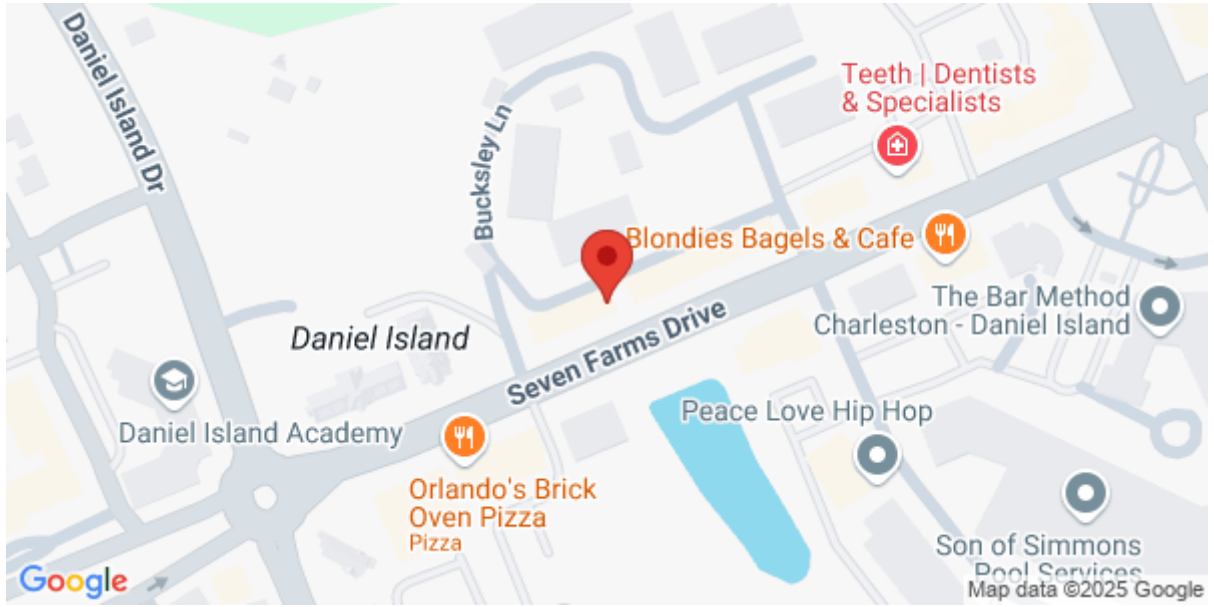 Daniel Island Dr
Bucksley Ln
Teeth | Dentists
& Specialists
Blondies Bagels & Cafe
The Bar Method
Charleston - Daniel Island
Daniel Island
Seven Farms Drive
Daniel Island Academy
Peace Love Hip Hop
Orlando's Brick
Oven Pizza
Pizza
Son of Simmons
Pool Services
Google
Map data ©2025 Google